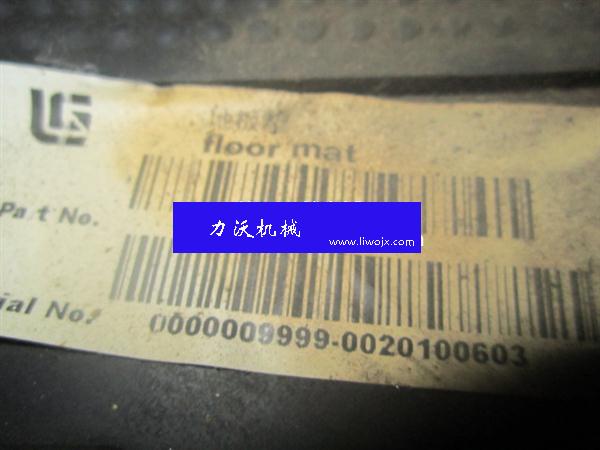 地板垫
floor mat
Part No.
力沃机械
www.liwojx.com
ial No.
0000009999-0020100603